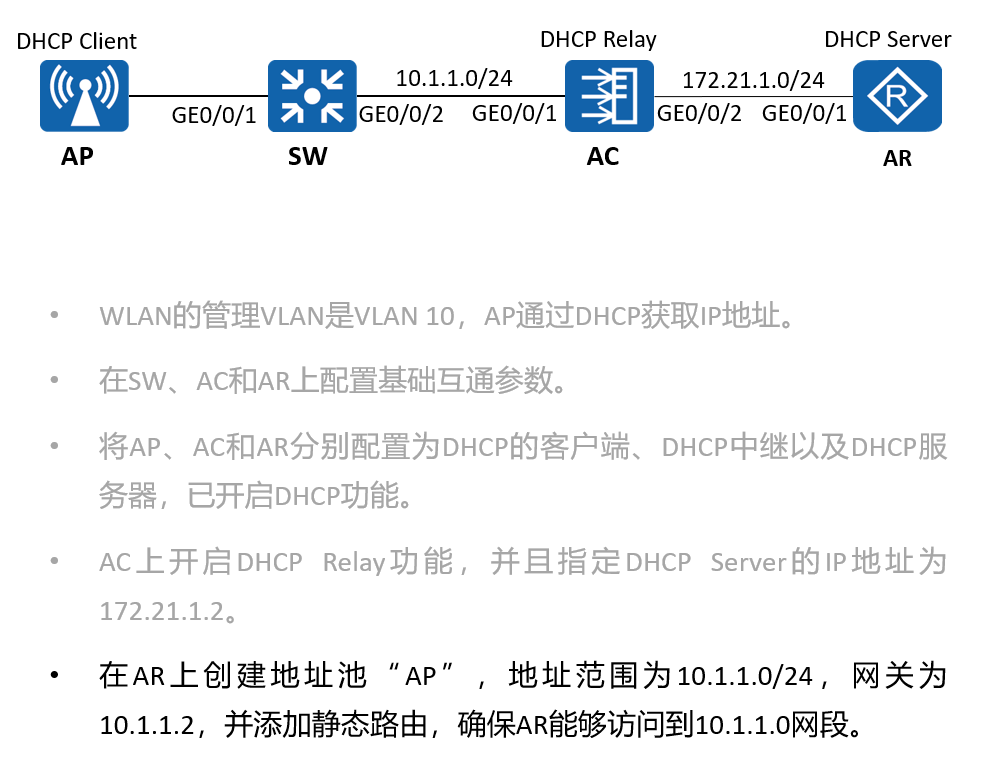 DHCP Client
DHCP Relay
DHCP Server
10.1.1.0/24
172.21.1.0/24
GE0/0/1
GE0/0/2
GE0/0/1
GE0/0/2
GE0/0/1
R
AP
SW
AC
AR
• WLAN的管理VLAN是VLAN 10，AP通过DHCP获取IP地址。
• 在SW、AC和AR上配置基础互通参数。
• 将AP、AC和AR分别配置为DHCP的客户端、DHCP中继以及DHCP服
务器，已开启DHCP功能。
• AC上开启DHCP Relay功能，并且指定DHCP Server的IP地址为
172.21.1.2。
• 在AR上创建地址池“AP”，地址范围为10.1.1.0/24，网关为
10.1.1.2，并添加静态路由，确保AR能够访问到10.1.1.0网段。